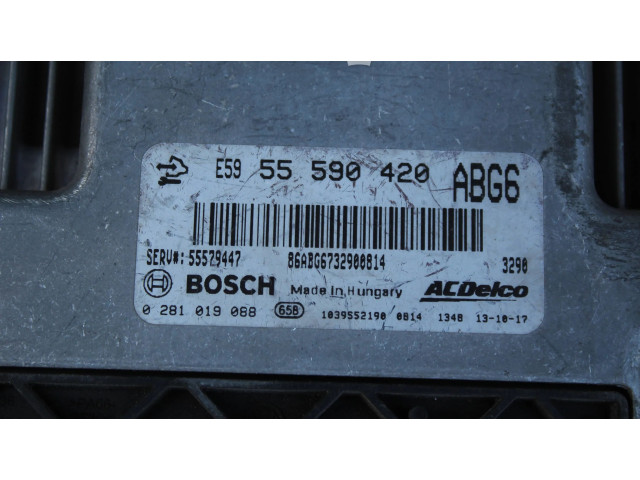 E59 55 590 420 ABG6
SERV#: 55579447 86ABG6732900814 3290
BOSCH Made in Hungary ACDelco
0 281 019 068 65B 1039S52190 0814 1348 13-10-17